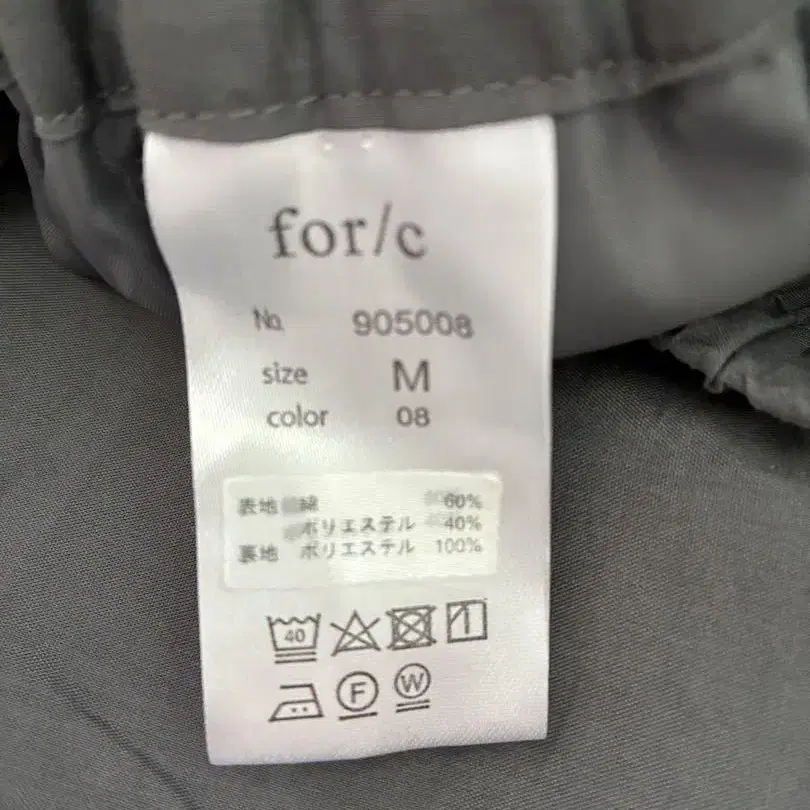 for/c
No. 905008
size M
color 08
表地 綿 60%
ポリエステル 40%
裏地 ポリエステル 100%
40
F W